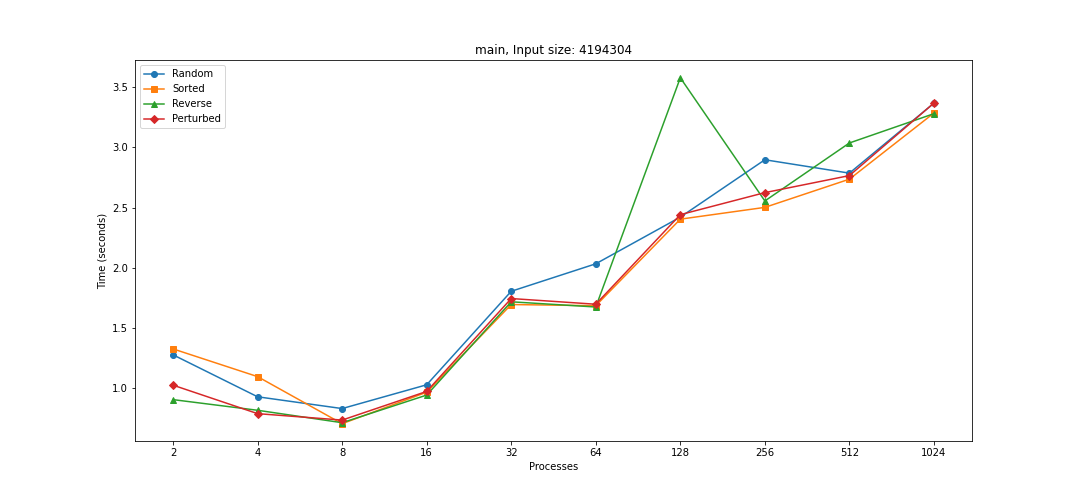 main, Input size: 4194304
Random
Sorted
Reverse
Perturbed
Time (seconds)
3.5
3.0
2.5
2.0
1.5
1.0
2 4 8 16 32 64 128 256 512 1024
Processes